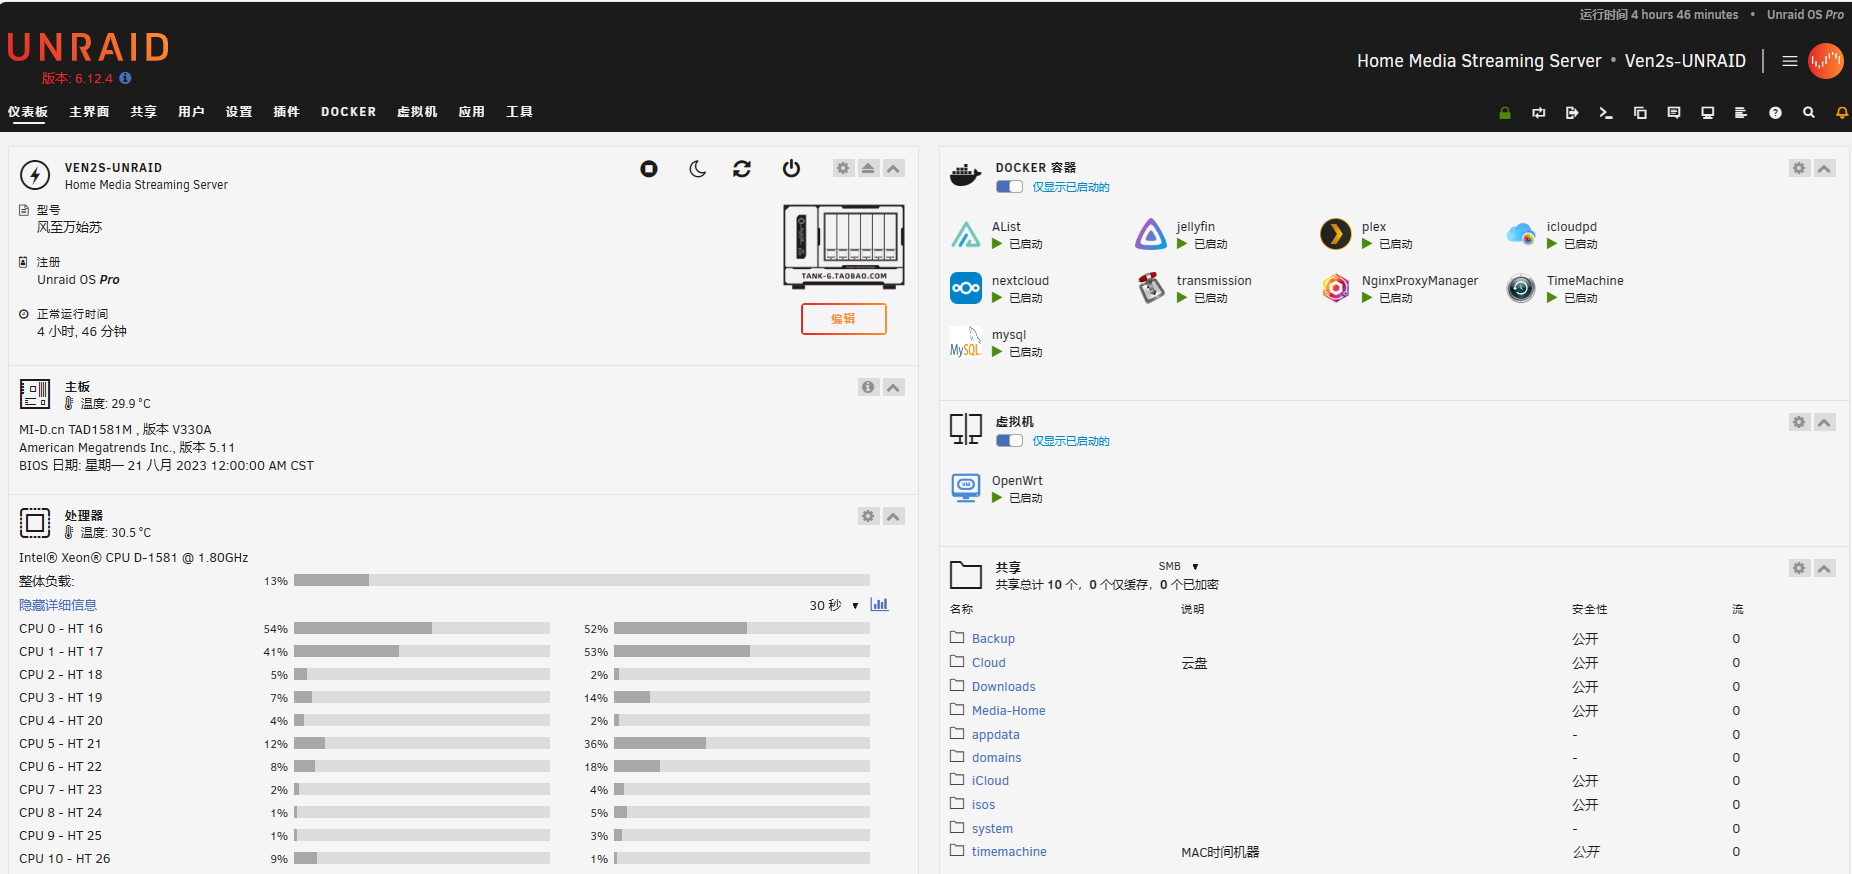 运行时间 4 hours 46 minutes • Unraid OS Pro
UNRAID
版本: 6.12.4
Home Media Streaming Server • Ven2s-UNRAID
仪表板 主界面 共享 用户 设置 插件 DOCKER 虚拟机 应用 工具
VEN2S-UNRAID
Home Media Streaming Server
型号
风至万始苏
注册
Unraid OS Pro
正常运行时间
4 小时, 46 分钟
TANK-G.TAOBAO.COM
编辑
主板
温度: 29.9 °C
MI-D.cn TAD1581M , 版本 V330A
American Megatrends Inc., 版本 5.11
BIOS 日期: 星期一 21 八月 2023 12:00:00 AM CST
处理器
温度: 30.5 °C
Intel® Xeon® CPU D-1581 @ 1.80GHz
整体负载: 13%
隐藏详细信息 30 秒
CPU 0 - HT 16 54% 52%
CPU 1 - HT 17 41% 53%
CPU 2 - HT 18 5% 2%
CPU 3 - HT 19 7% 14%
CPU 4 - HT 20 4% 2%
CPU 5 - HT 21 12% 36%
CPU 6 - HT 22 8% 18%
CPU 7 - HT 23 2% 4%
CPU 8 - HT 24 1% 5%
CPU 9 - HT 25 1% 3%
CPU 10 - HT 26 9% 1%
DOCKER 容器
仅显示已启动的
AList jellyfin plex icloudpd
已启动 已启动 已启动 已启动
nextcloud transmission NginxProxyManager TimeMachine
已启动 已启动 已启动 已启动
MySQL
mysql
已启动
虚拟机
仅显示已启动的
VM
OpenWrt
已启动
共享 SMB
共享总计 10 个，0 个仅缓存，0 个已加密
名称 说明 安全性 流
Backup 公开 0
Cloud 云盘 公开 0
Downloads 公开 0
Media-Home 公开 0
appdata - 0
domains - 0
iCloud 公开 0
isos 公开 0
system - 0
timemachine MAC时间机器 公开 0